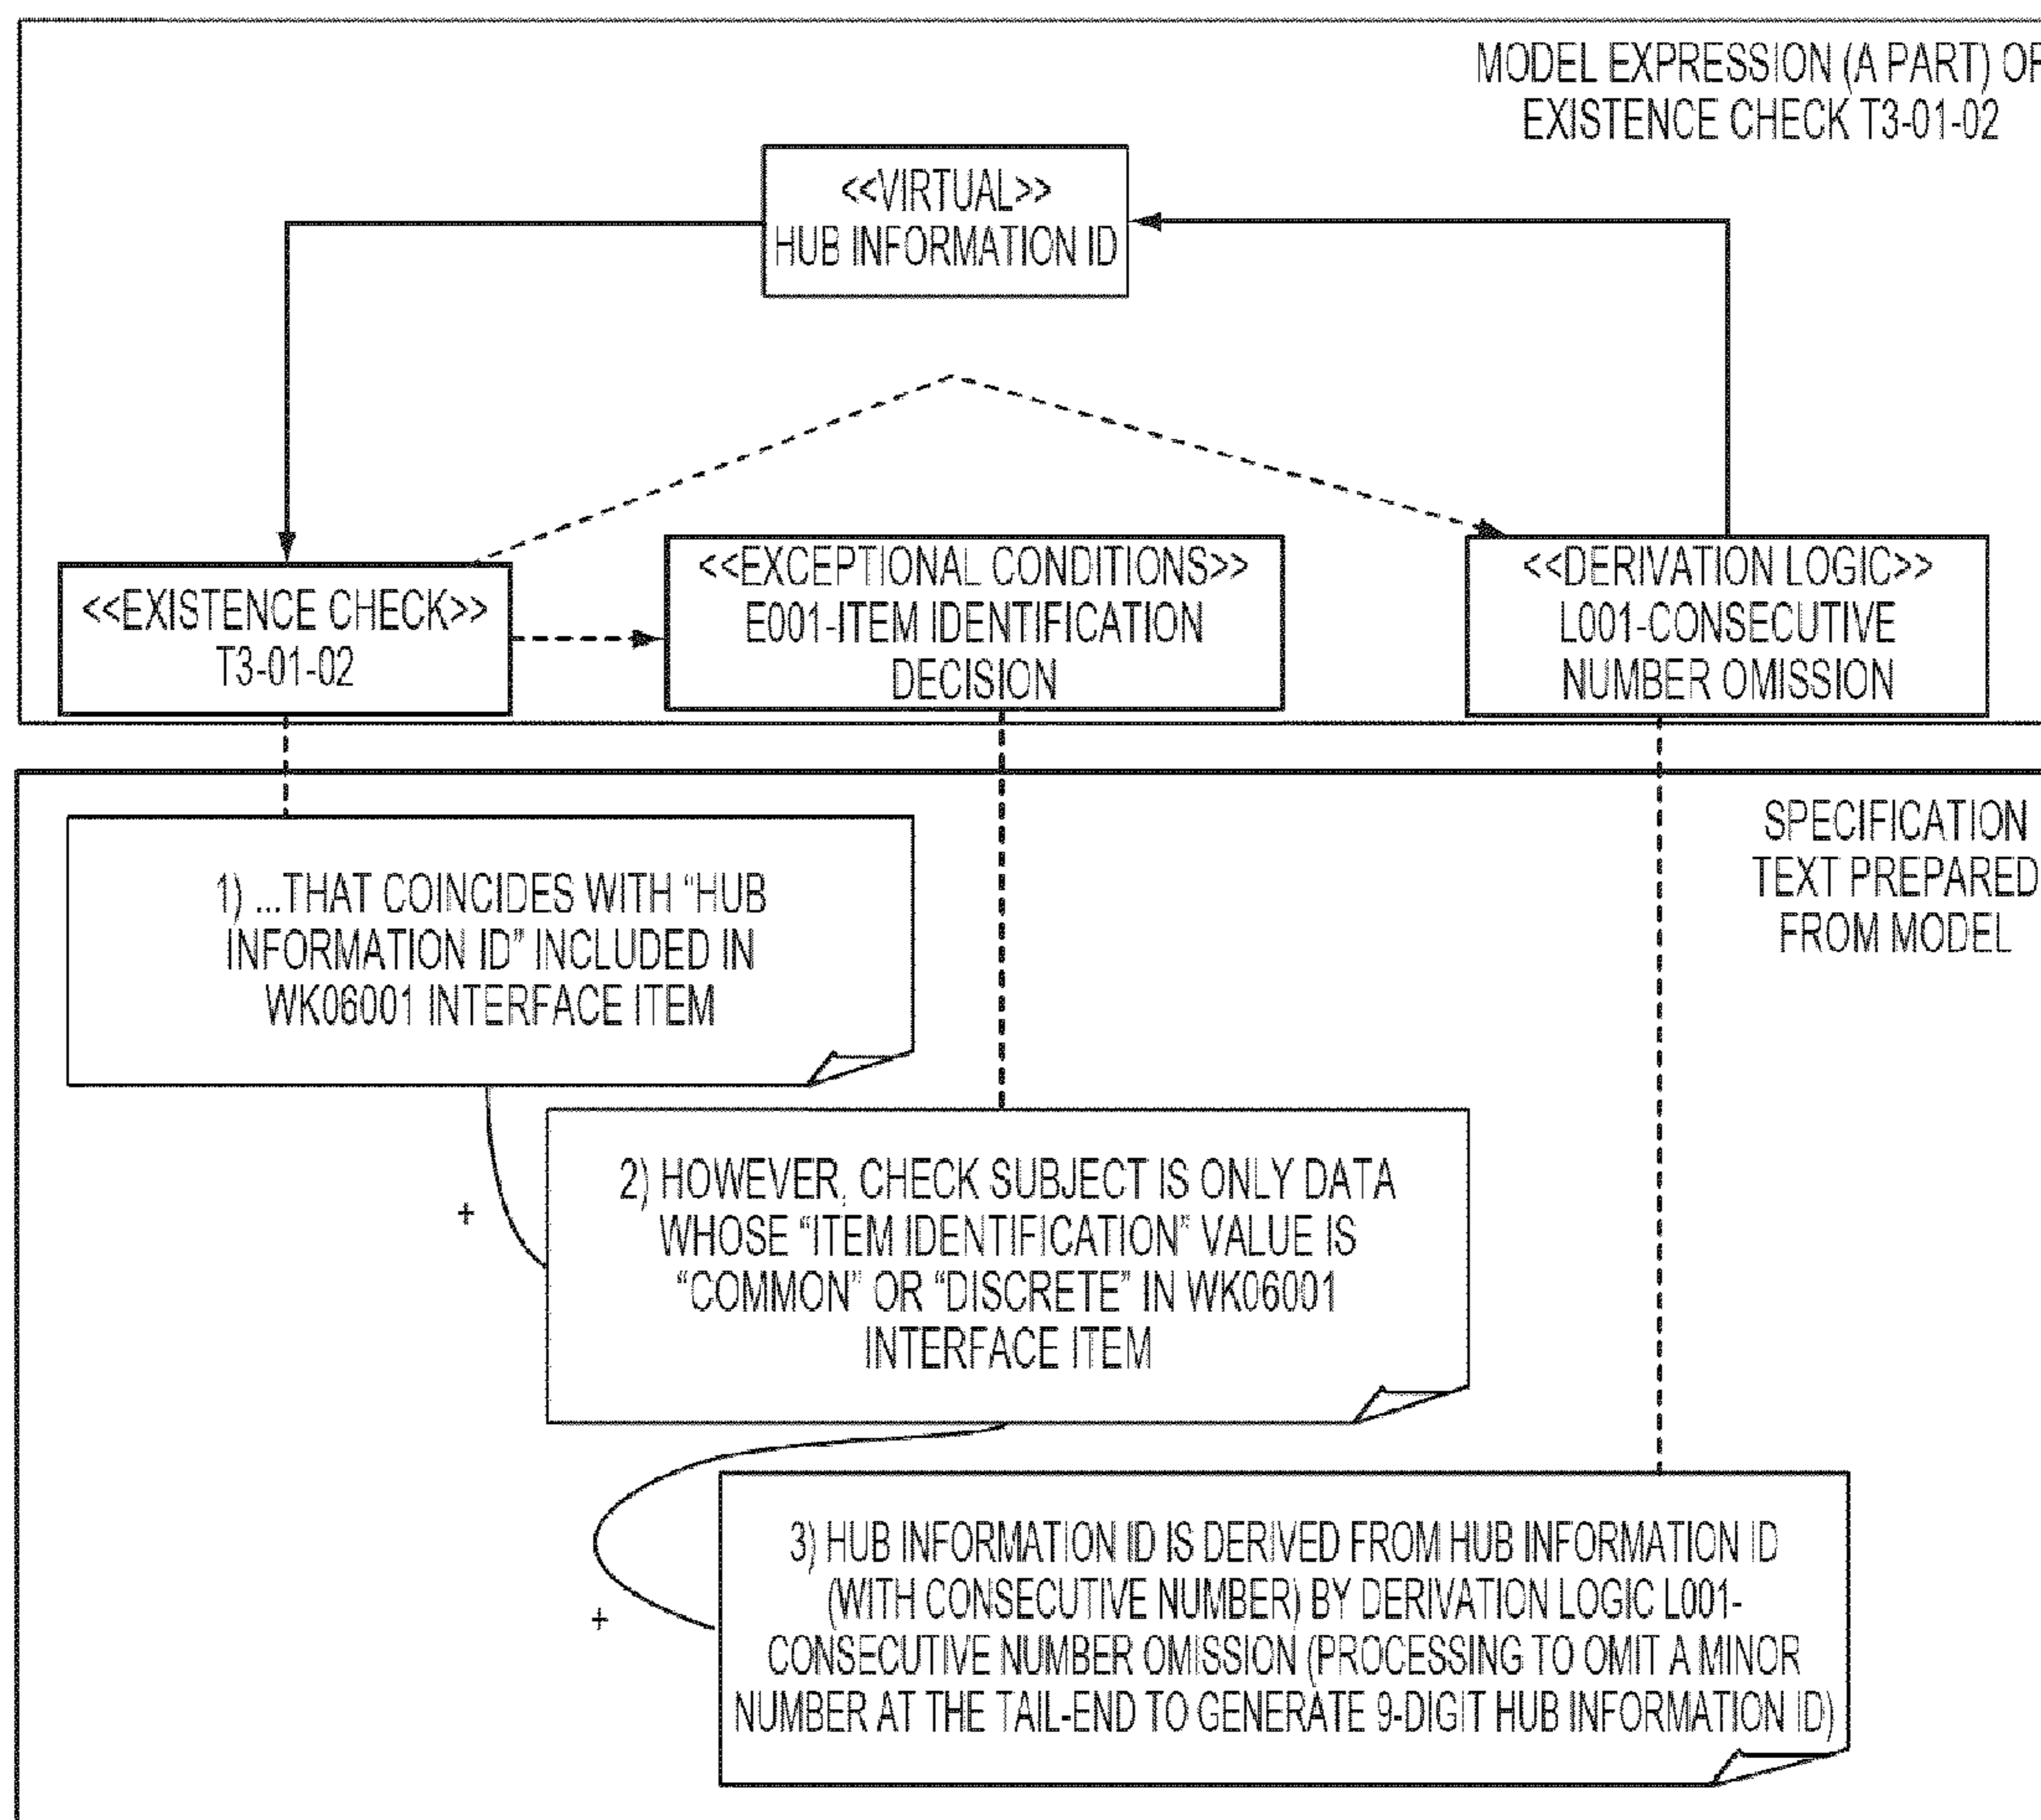 MODEL EXPRESSION (A PART) OF
EXISTENCE CHECK T3-01-02
<<VIRTUAL>>
HUB INFORMATION ID
<<EXISTENCE CHECK>>
T3-01-02
<<EXCEPTIONAL CONDITIONS>>
E001-ITEM IDENTIFICATION
DECISION
<<DERIVATION LOGIC>>
L001-CONSECUTIVE
NUMBER OMISSION
SPECIFICATION
TEXT PREPARED
FROM MODEL
1) ...THAT COINCIDES WITH “HUB
INFORMATION ID” INCLUDED IN
WK06001 INTERFACE ITEM
+
2) HOWEVER, CHECK SUBJECT IS ONLY DATA
WHOSE “ITEM IDENTIFICATION” VALUE IS
“COMMON” OR “DISCRETE” IN WK06001
INTERFACE ITEM
+
3) HUB INFORMATION ID IS DERIVED FROM HUB INFORMATION ID
(WITH CONSECUTIVE NUMBER) BY DERIVATION LOGIC L001-
CONSECUTIVE NUMBER OMISSION (PROCESSING TO OMIT A MINOR
NUMBER AT THE TAIL-END TO GENERATE 9-DIGIT HUB INFORMATION ID)